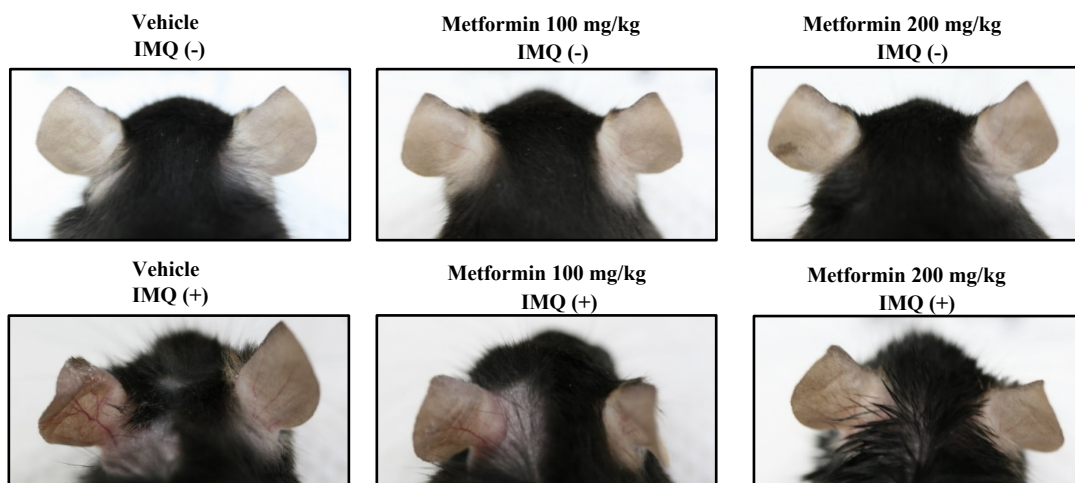 Vehicle
IMQ (-)
Metformin 100 mg/kg
IMQ (-)
Metformin 200 mg/kg
IMQ (-)
Vehicle
IMQ (+)
Metformin 100 mg/kg
IMQ (+)
Metformin 200 mg/kg
IMQ (+)